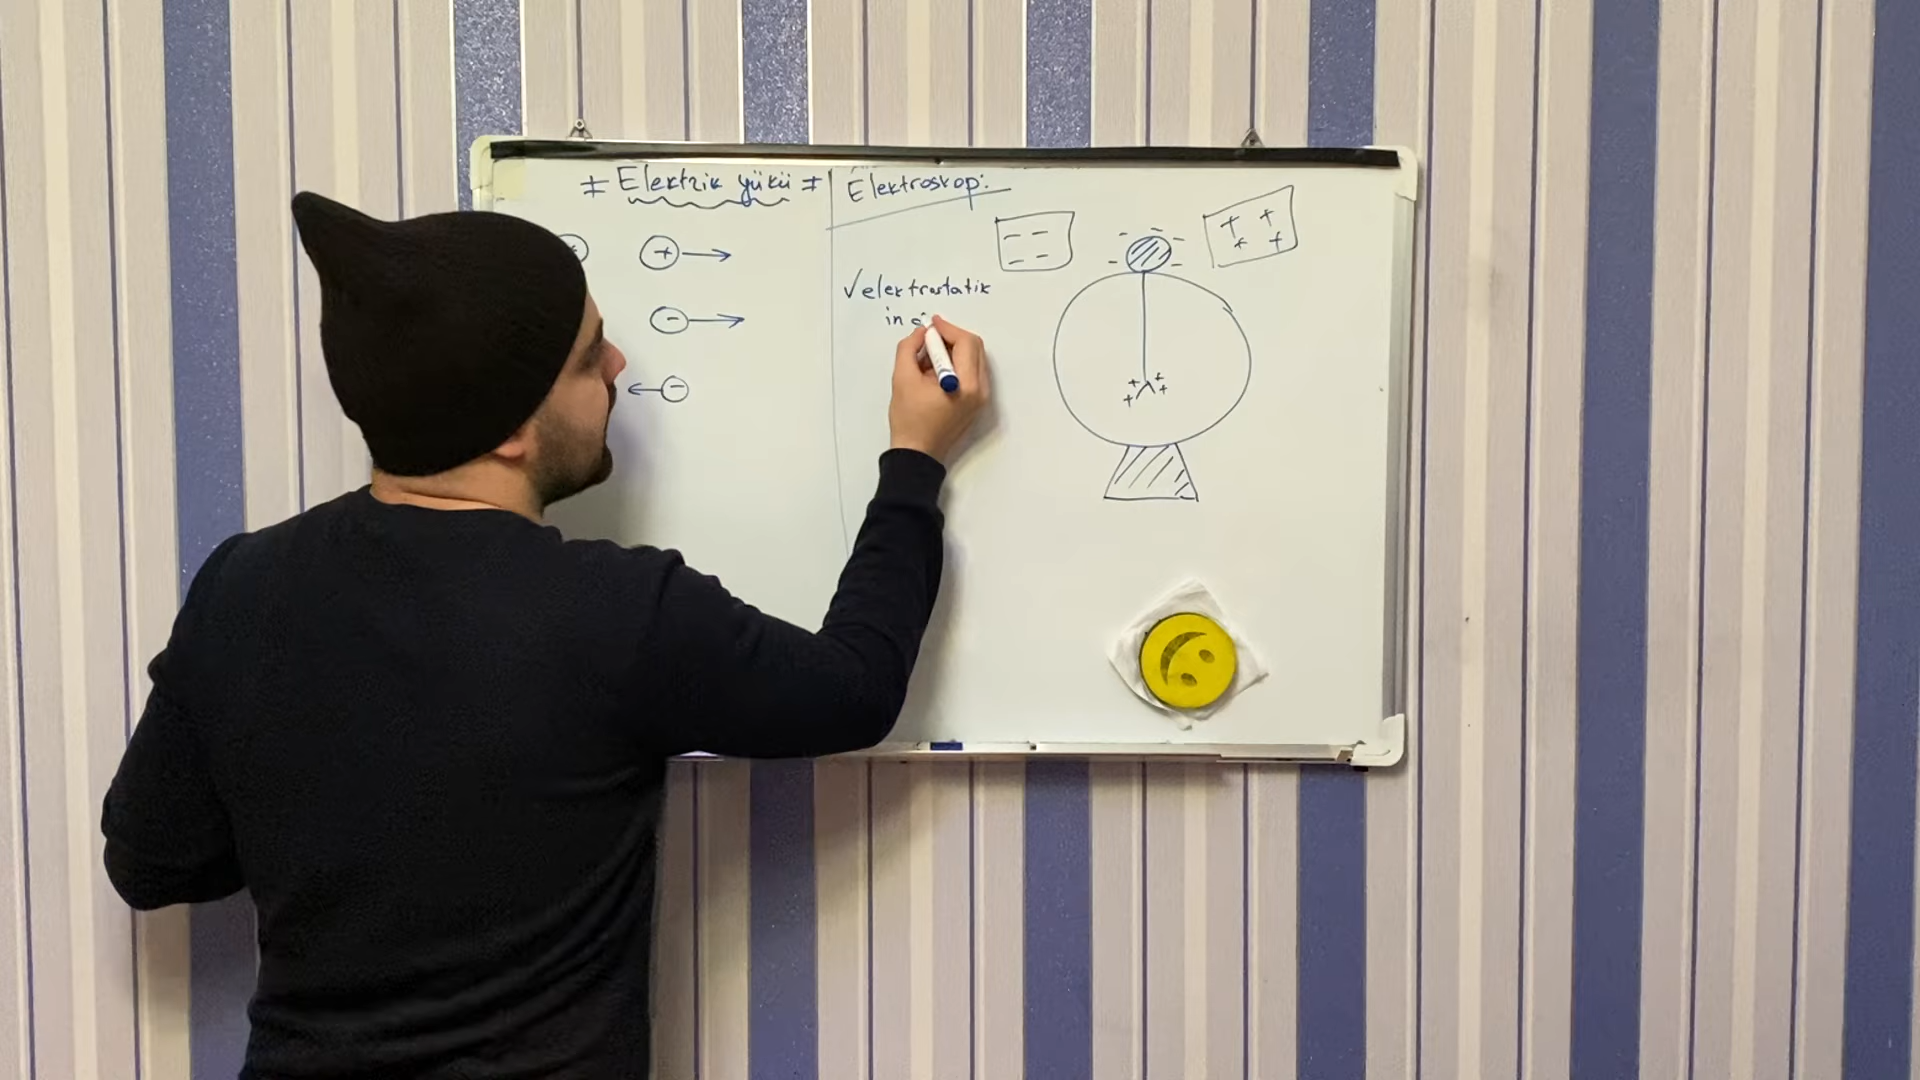 ≠ Elektrik yükü ≠
Elektroskop:
+ →
- →
← -
- - - -
+ + + +
√ elektrostatik
in